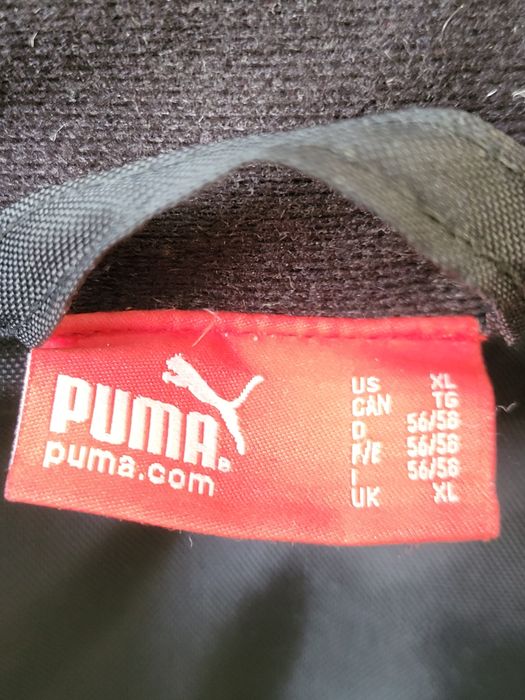 PUMA
puma.com
US XL
CAN TG
D 56/58
F/E 56/58
I 56/58
UK XL